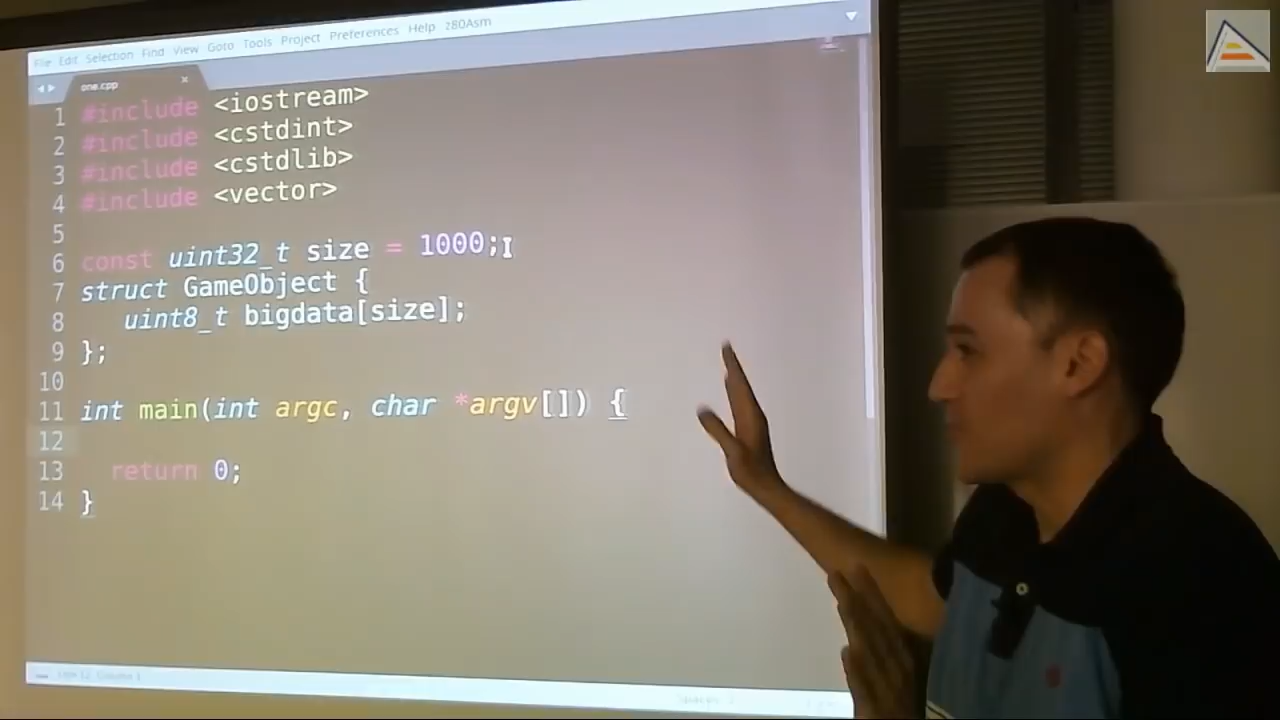 File Edit Selection Find View Goto Tools Project Preferences Help z80Asm
one.cpp ×
1 #include <iostream>
2 #include <cstdint>
3 #include <cstdlib>
4 #include <vector>
5
6 const uint32_t size = 1000;
7 struct GameObject {
8 uint8_t bigdata[size];
9 };
10
11 int main(int argc, char *argv[]) {
12
13 return 0;
14 }